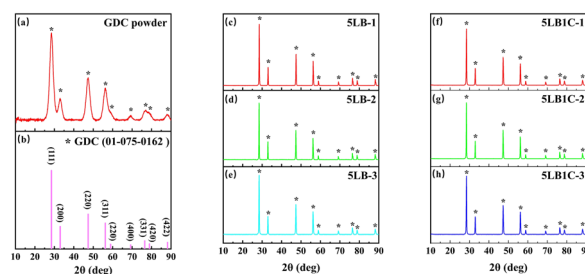 (a) GDC powder
* * * * * * * *
(b) * GDC (01-075-0162 )
(111)
(200)
(220)
(311)
(220)
(400)
(331)
(420)
(422)
10 20 30 40 50 60 70 80 90
2θ (deg)
(c) 5LB-1
* * * * * * * * *
(d) 5LB-2
* * * * * * * * *
(e) 5LB-3
* * * * * * * * *
10 20 30 40 50 60 70 80 90
2θ (deg)
(f) 5LB1C-1
* * * * * * * * *
(g) 5LB1C-2
* * * * * * * * *
(h) 5LB1C-3
* * * * * * * * *
10 20 30 40 50 60 70 80 90
2θ (deg)